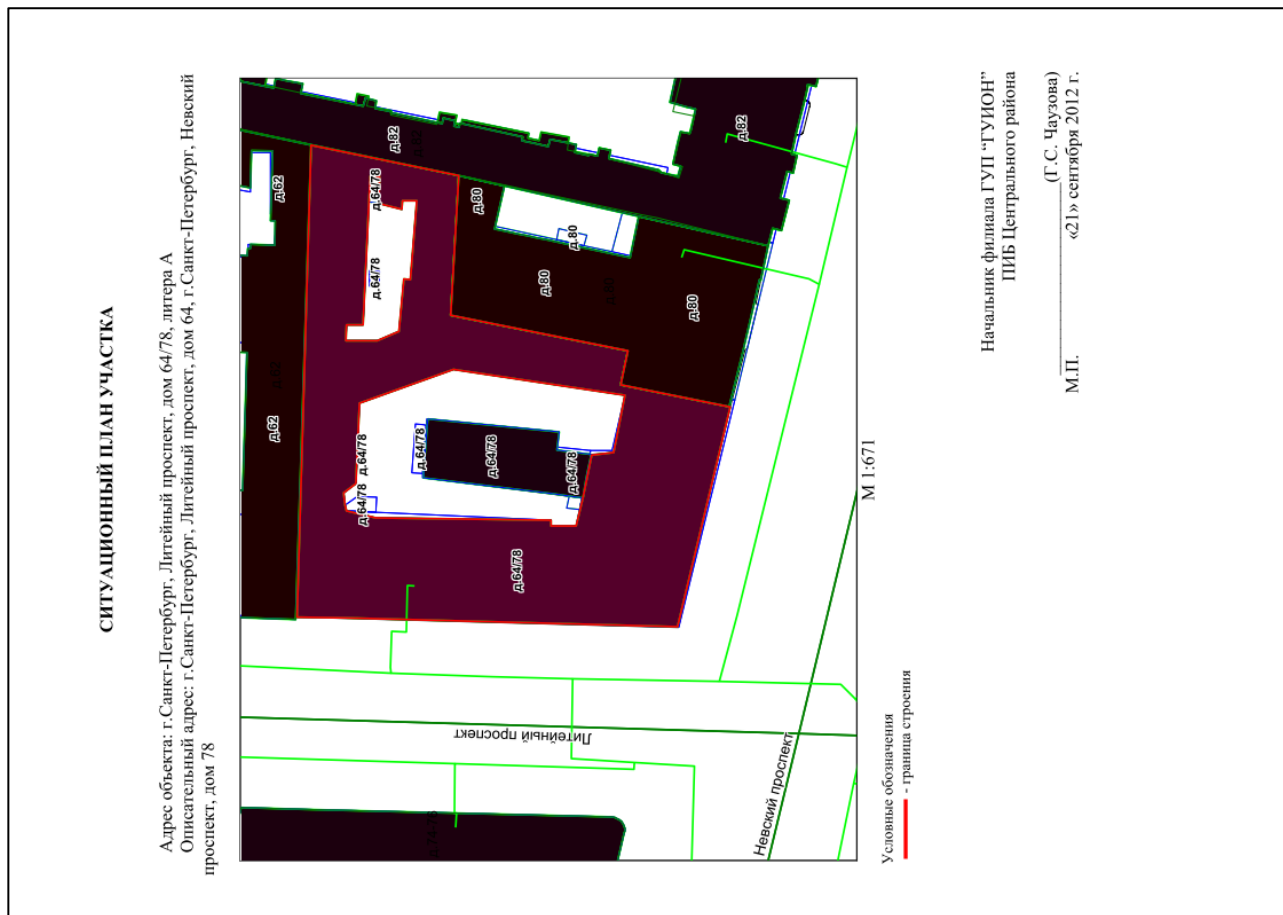 СИТУАЦИОННЫЙ ПЛАН УЧАСТКА
Адрес объекта: г.Санкт-Петербург, Литейный проспект, дом 64/78, литера А
Описательный адрес: г.Санкт-Петербург, Литейный проспект, дом 64, г.Санкт-Петербург, Невский
проспект, дом 78
д.62
д.62
д.62
д.64/78
д.64/78
д.64/78
д.64/78
д.64/78
д.64/78
д.64/78
д.64/78
д.82
д.82
д.82
д.80
д.80
д.80
д.80
д.80
Литейный проспект
Невский проспект
М 1:671
Условные обозначения
- граница строения
Начальник филиала ГУП "ГУИОН"
ПИБ Центрального района
(Г.С. Чаузова)
М.П. «21» сентября 2012 г.